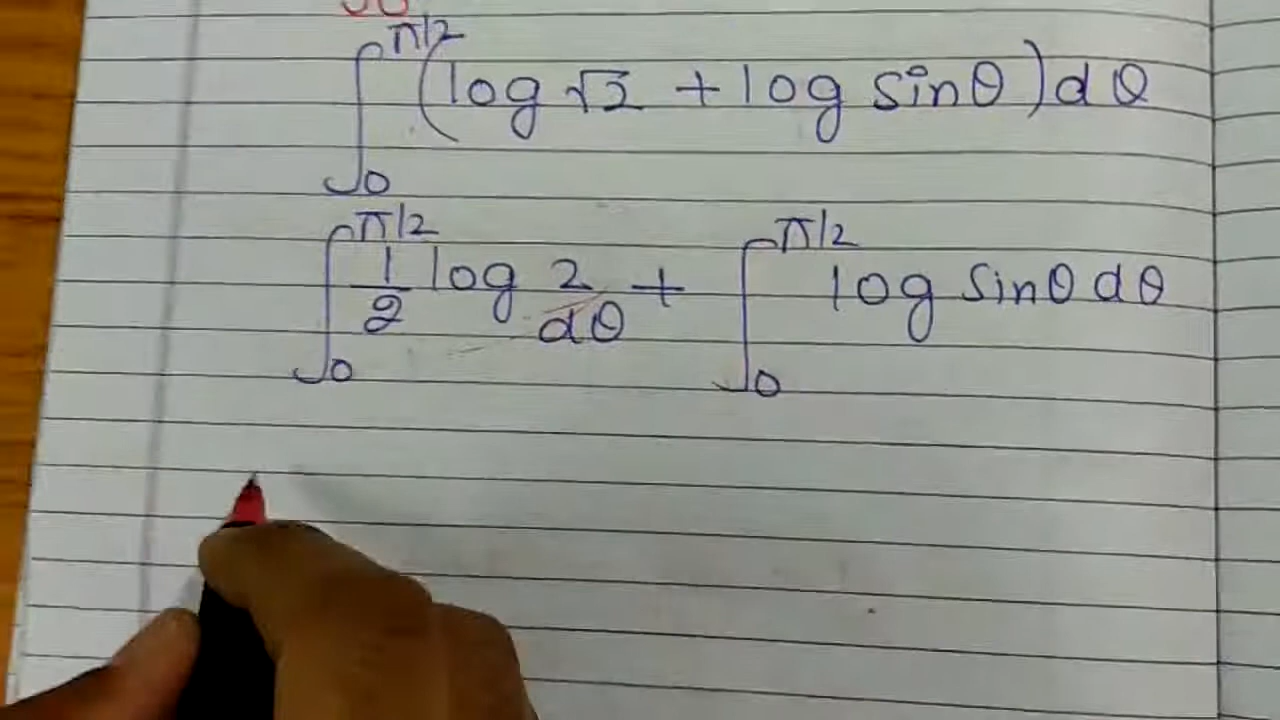 ∫₀^{π/2} (log √2 + log sinθ) dθ
∫₀^{π/2} 1/2 log 2 dθ + ∫₀^{π/2} log sinθ dθ